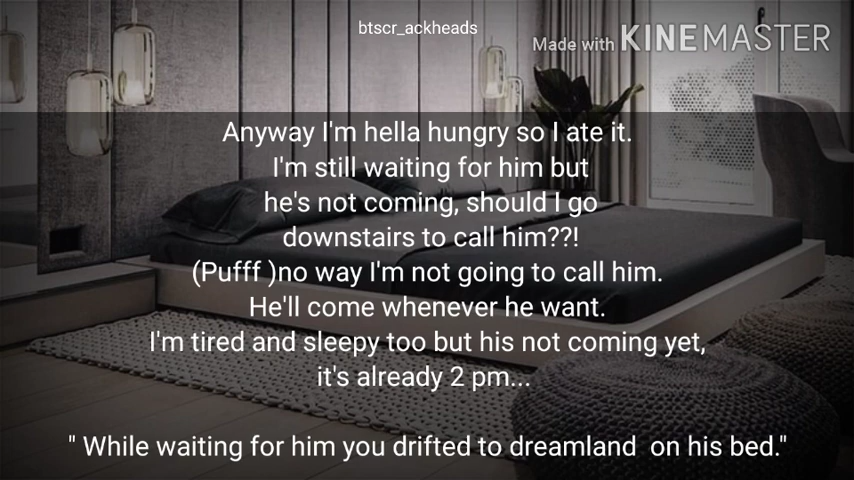 btscr_ackheads
Made with KINEMASTER
Anyway I'm hella hungry so I ate it.
I'm still waiting for him but
he's not coming, should I go
downstairs to call him??!
(Pufff )no way I'm not going to call him.
He'll come whenever he want.
I'm tired and sleepy too but his not coming yet,
it's already 2 pm...
" While waiting for him you drifted to dreamland  on his bed."